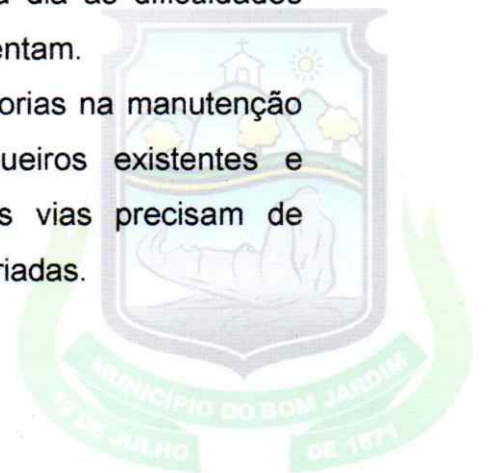 dia as dificuldades
entam.
orias na manutenção
ueiros existentes e
s vias precisam de
riadas.
MUNICÍPIO DO BOM JARDIM
19 DE JULHO DE 1871